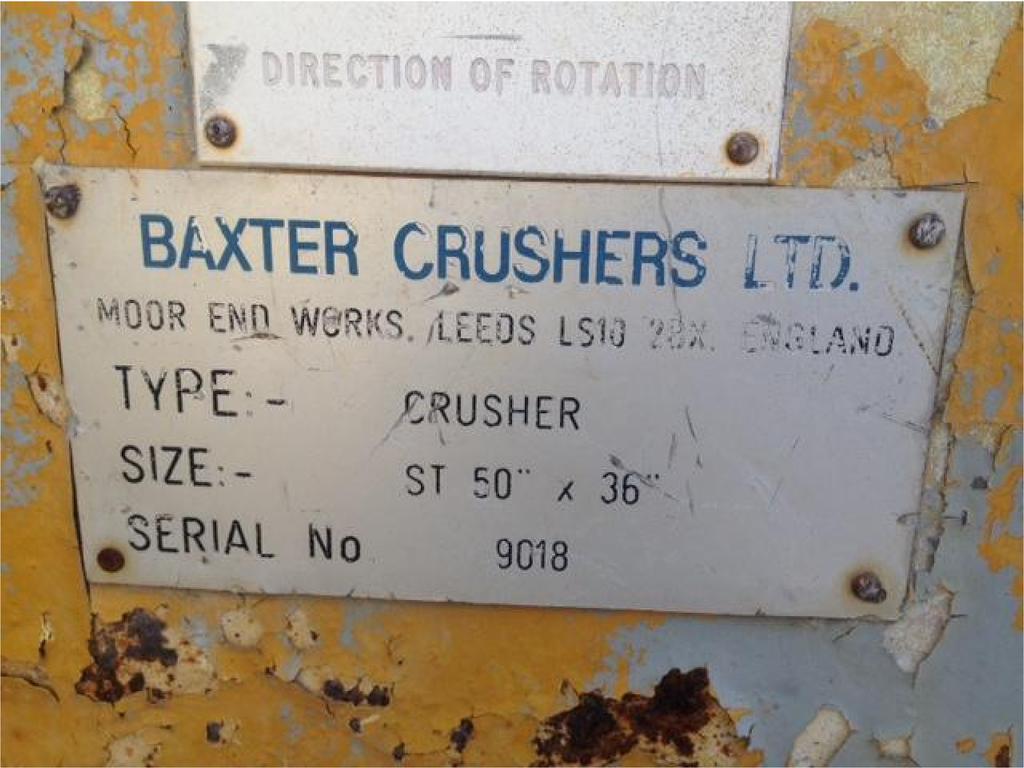 DIRECTION OF ROTATION
BAXTER CRUSHERS LTD.
MOOR END WORKS. LEEDS LS10 2BX. ENGLAND
TYPE:- CRUSHER
SIZE:- ST 50" x 36"
SERIAL No 9018